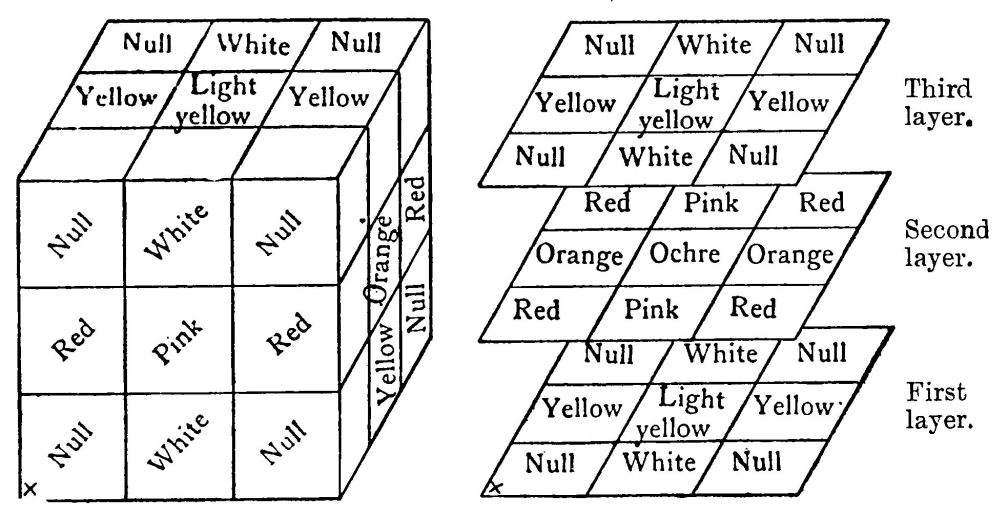 Null White Null
Yellow Light yellow Yellow
Null White Null
Red Pink Red
Null White Null
×
Red
Orange
Null
Yellow
Null White Null
Yellow Light yellow Yellow
Null White Null
Third layer.
Red Pink Red
Orange Ochre Orange
Red Pink Red
Second layer.
Null White Null
Yellow Light yellow Yellow
Null White Null
×
First layer.